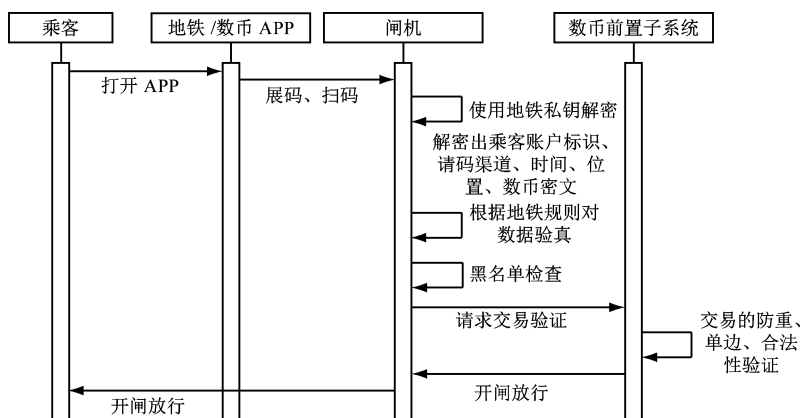 乘客
地铁/数币 APP
闸机
数币前置子系统
打开 APP
展码、扫码
使用地铁私钥解密
解密出乘客账户标识、
请码渠道、时间、位
置、数币密文
根据地铁规则对
数据验真
黑名单检查
请求交易验证
交易的防重、
单边、合法
性验证
开闸放行
开闸放行